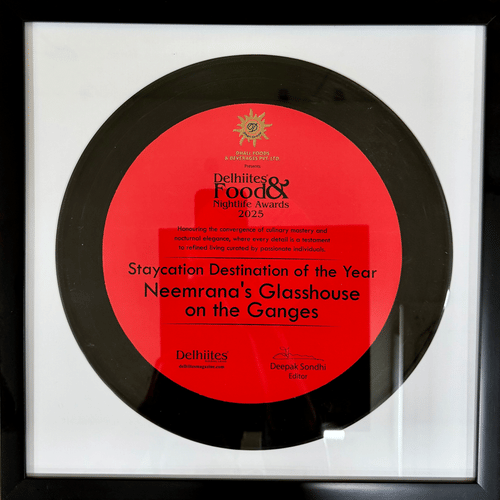 DHALL FOODS
& BEVERAGES PVT. LTD.
Presents
Delhiites
Food&
Nightlife Awards
2025
Honouring the convergence of culinary mastery and
nocturnal elegance, where every detail is a testament
to refined living curated by passionate individuals.
Staycation Destination of the Year
Neemrana's Glasshouse
on the Ganges
Delhiites
Deepak Sondhi
Editor